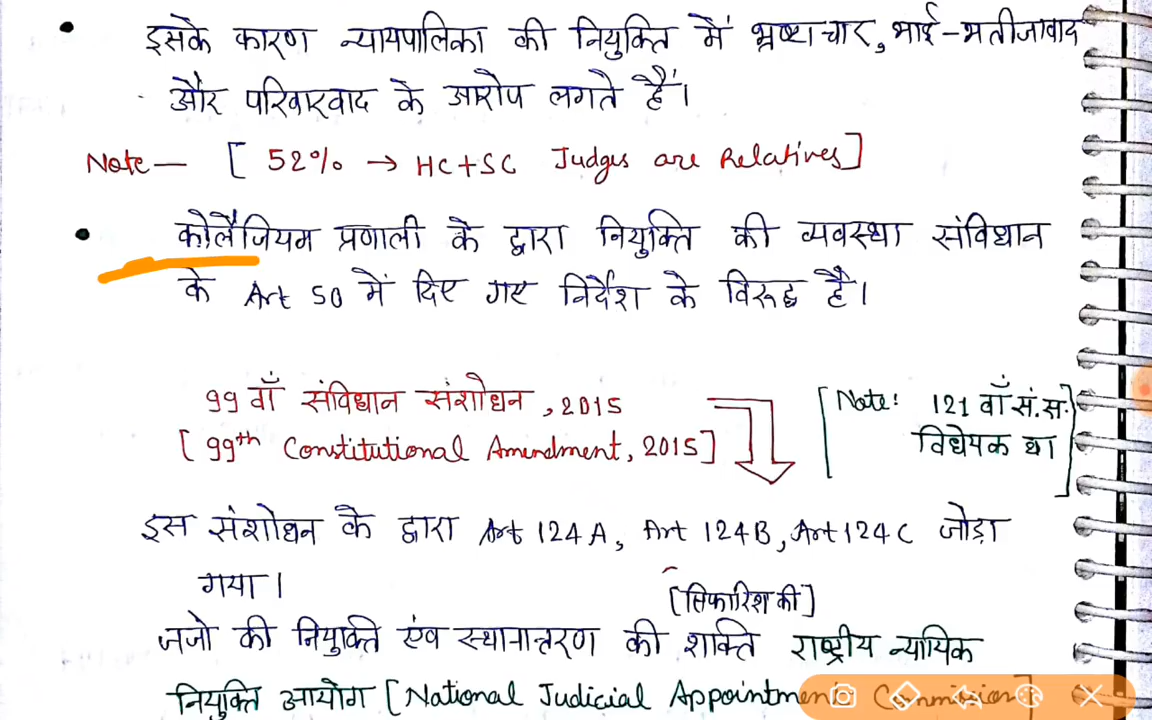 इसके कारण न्यायपालिका की नियुक्ति में भ्रष्टाचार, भाई-भतीजावाद
और परिवारवाद के आरोप लगते हैं।
Note — [ 52% → HC+SC Judges are Relatives ]
कोलेजियम प्रणाली के द्वारा नियुक्ति की व्यवस्था संविधान
के Art 50 में दिए गए निर्देश के विरुद्ध है।
99 वाँ संविधान संशोधन, 2015
[ 99th Constitutional Amendment, 2015 ]
[ Note: 121 वाँ सं.स.
विधेयक था ]
इस संशोधन के द्वारा Art 124A, Art 124B, Art 124C जोड़ा
गया।
[सिफारिश की]
जजो की नियुक्ति एंव स्थानान्तरण की शक्ति राष्ट्रीय न्यायिक
नियुक्ति आयोग [National Judicial Appointment Commission]